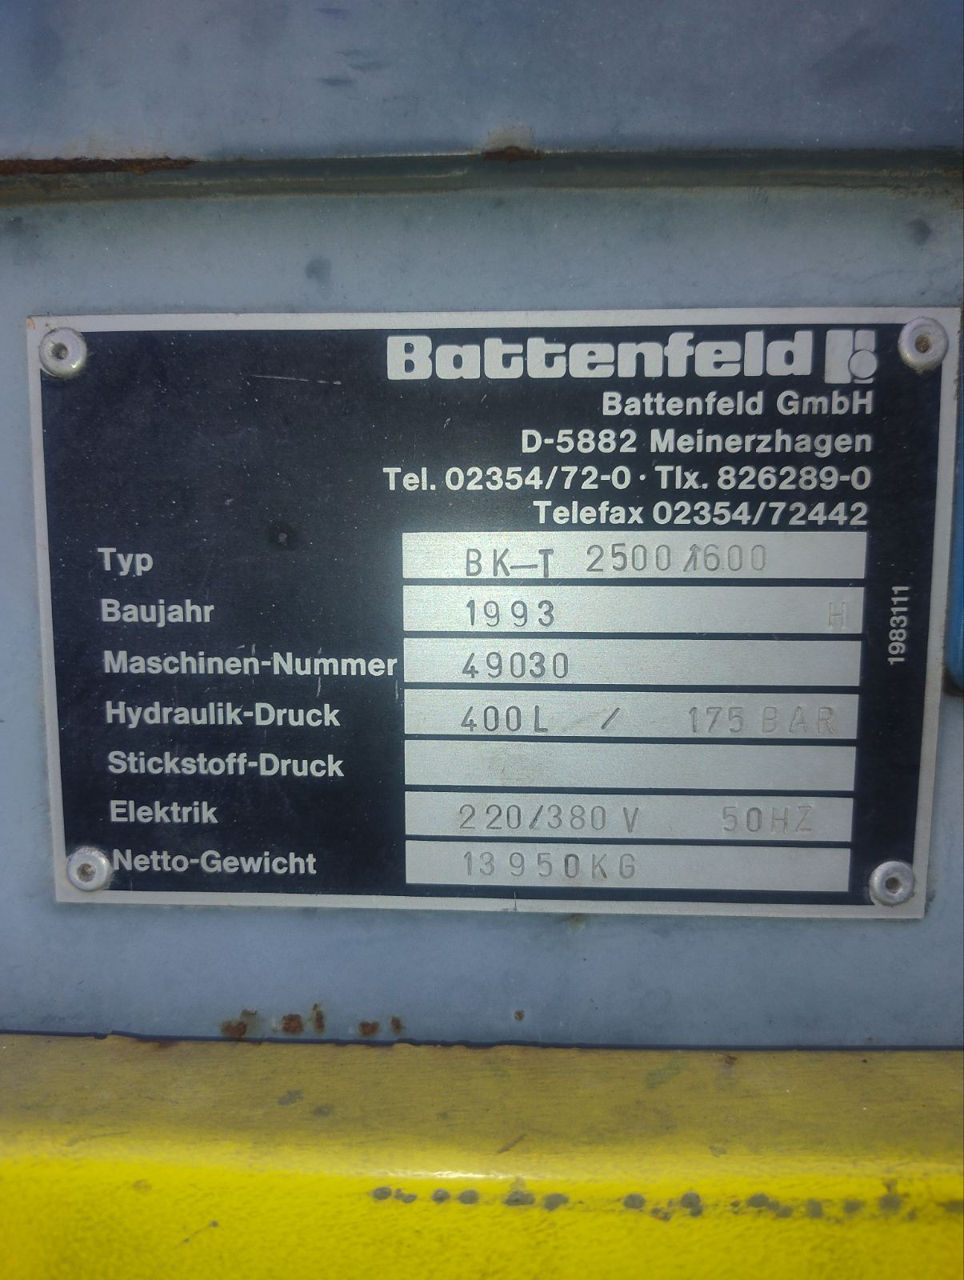 Battenfeld
Battenfeld GmbH
D-5882 Meinerzhagen
Tel. 02354/72-0 · Tlx. 826289-0
Telefax 02354/72442
Typ BK-T 2500/1600
Baujahr 1993 H
Maschinen-Nummer 49030
Hydraulik-Druck 400L / 175 BAR
Stickstoff-Druck
Elektrik 220/380 V 50HZ
Netto-Gewicht 13950KG
1983111